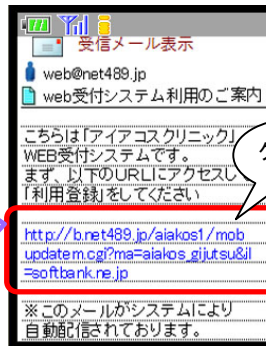 受信メール表示
web@net489.jp
web受付システム利用のご案内
こちらは「アイアコスクリニック」
WEB受付システムです。
まず、以下のURLにアクセスし
「利用登録」をしてください
http://b.net489.jp/aiakos1/mob
updatem.cgi?ma=aiakos_gijutsu&jl
=softbank.ne.jp
※このメールがシステムにより
自動配信されております。